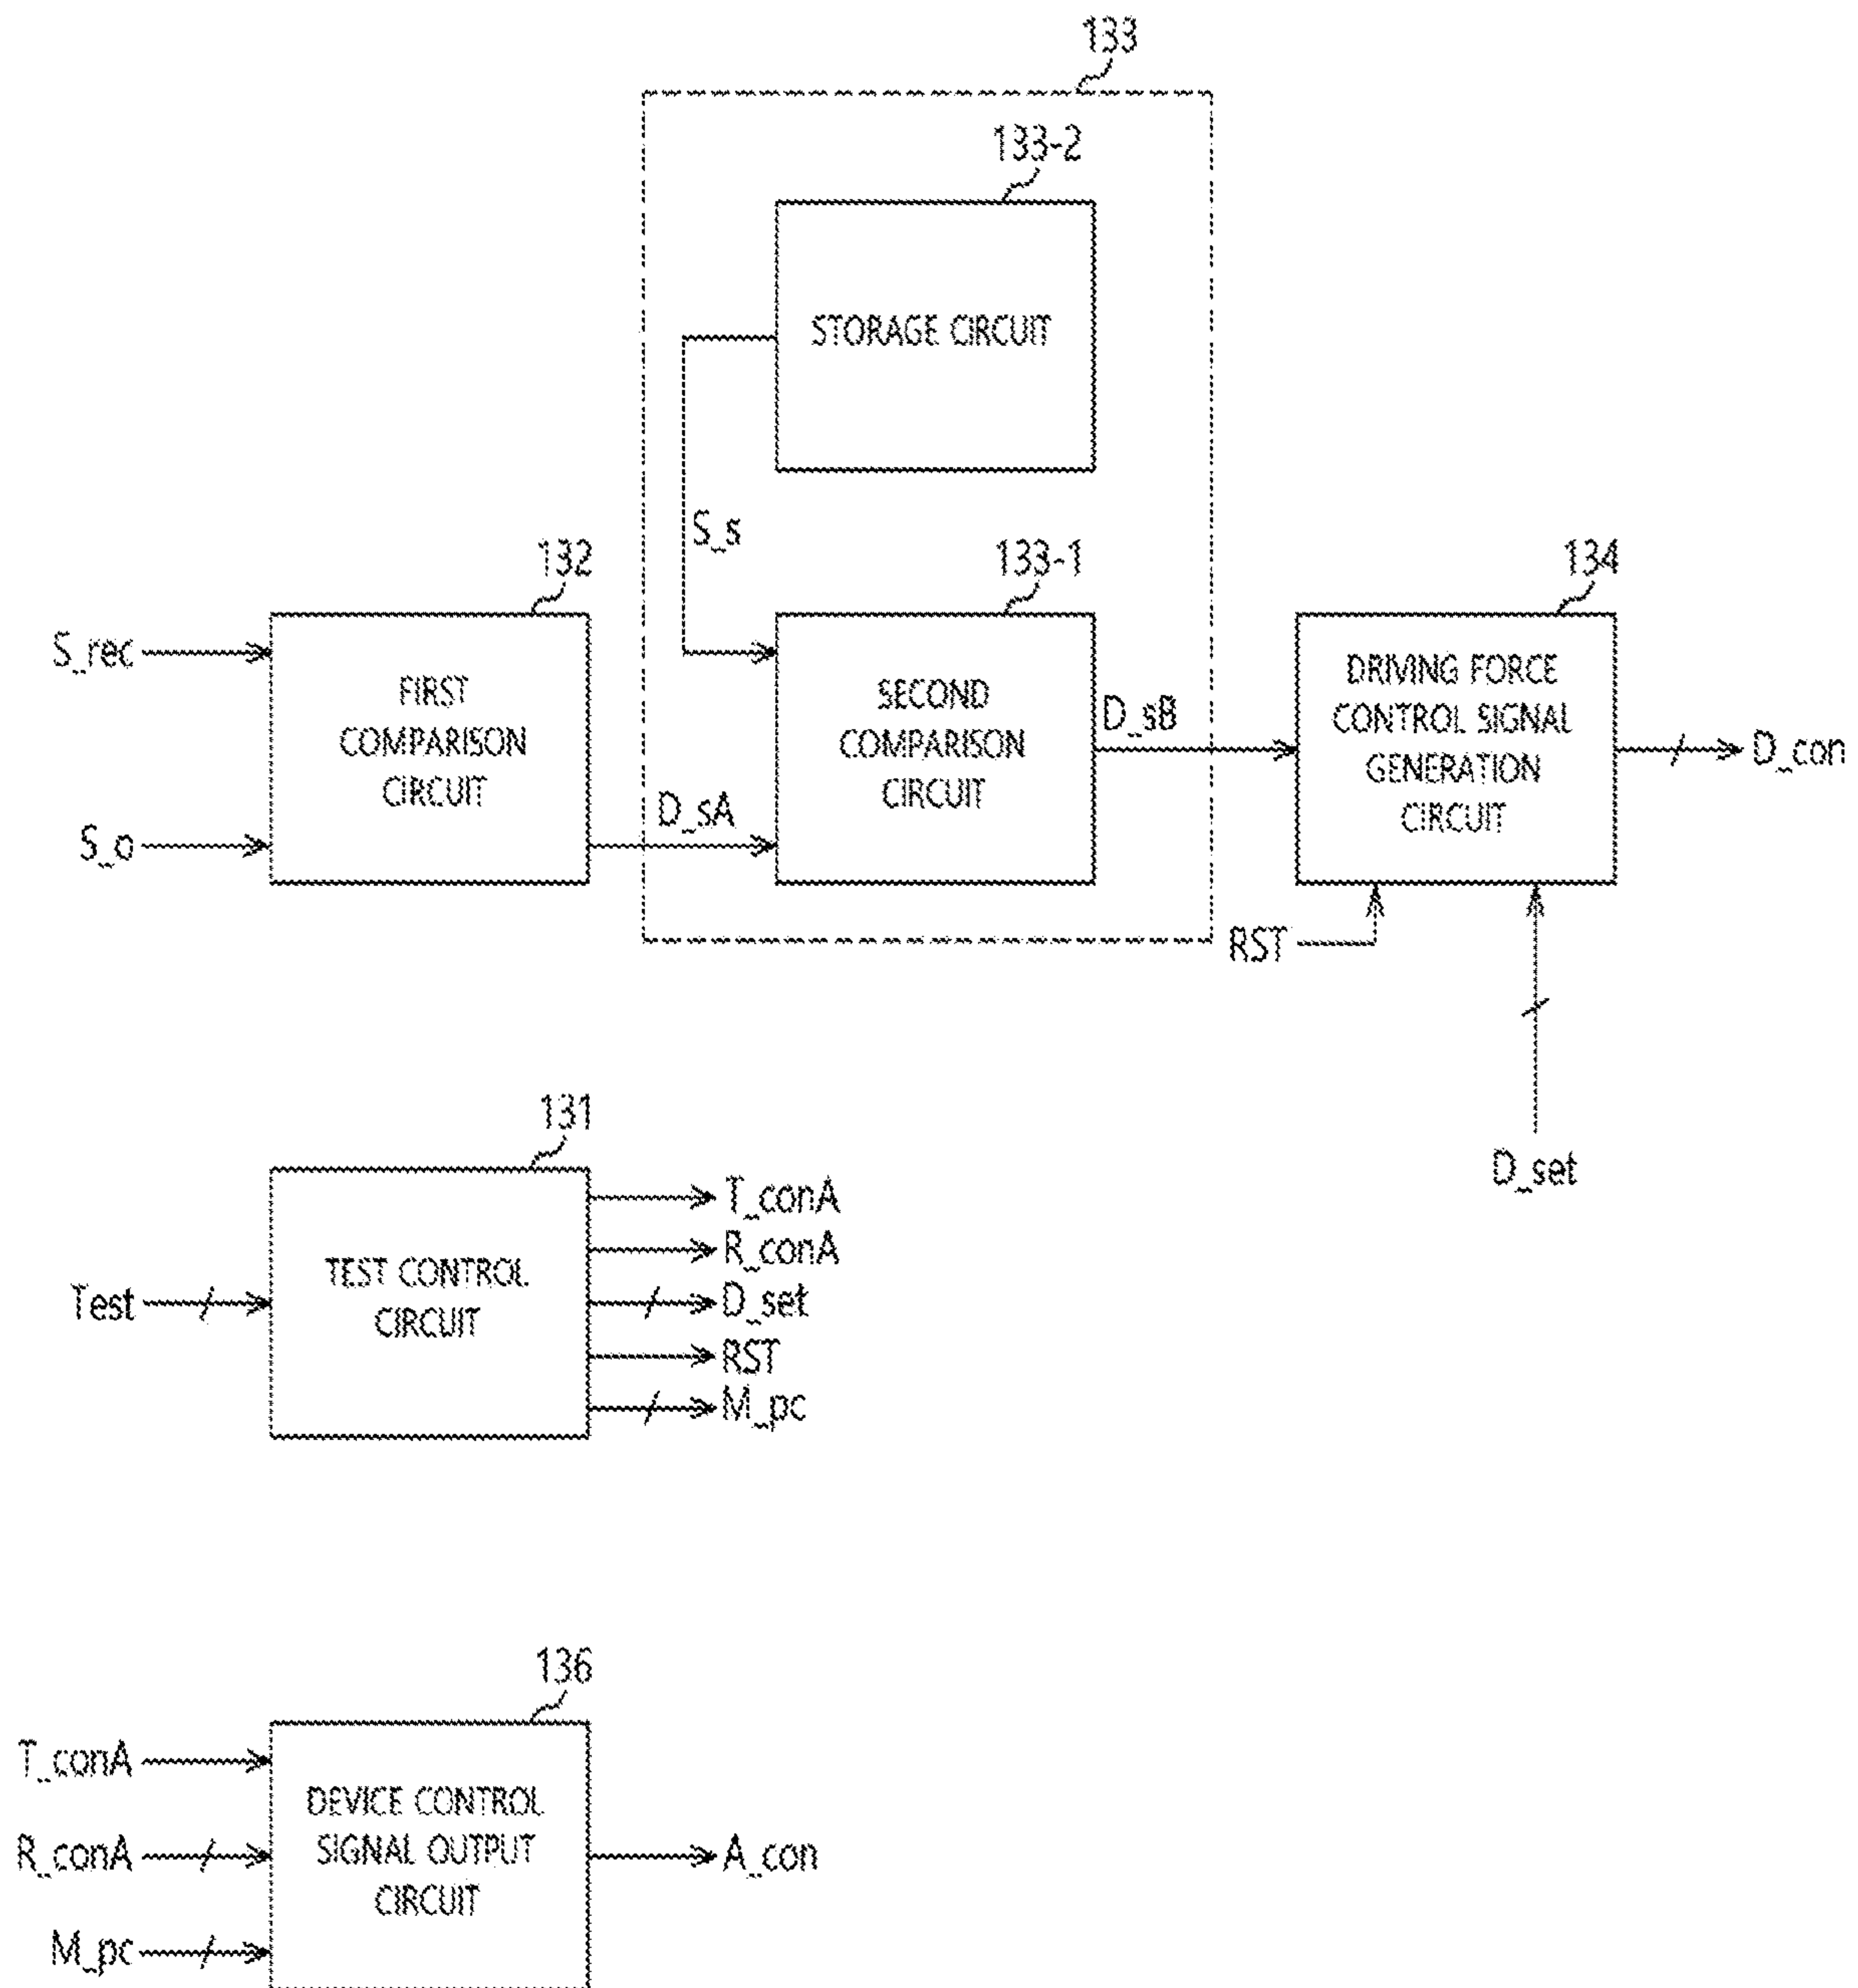 133
133-2
STORAGE CIRCUIT
S_s
132
133-1
134
S_rec
S_o
FIRST
COMPARISON
CIRCUIT
D_sA
SECOND
COMPARISON
CIRCUIT
D_sB
DRIVING FORCE
CONTROL SIGNAL
GENERATION
CIRCUIT
D_con
RST
D_set
131
Test
TEST CONTROL
CIRCUIT
T_conA
R_conA
D_set
RST
M_pc
136
T_conA
R_conA
M_pc
DEVICE CONTROL
SIGNAL OUTPUT
CIRCUIT
A_con